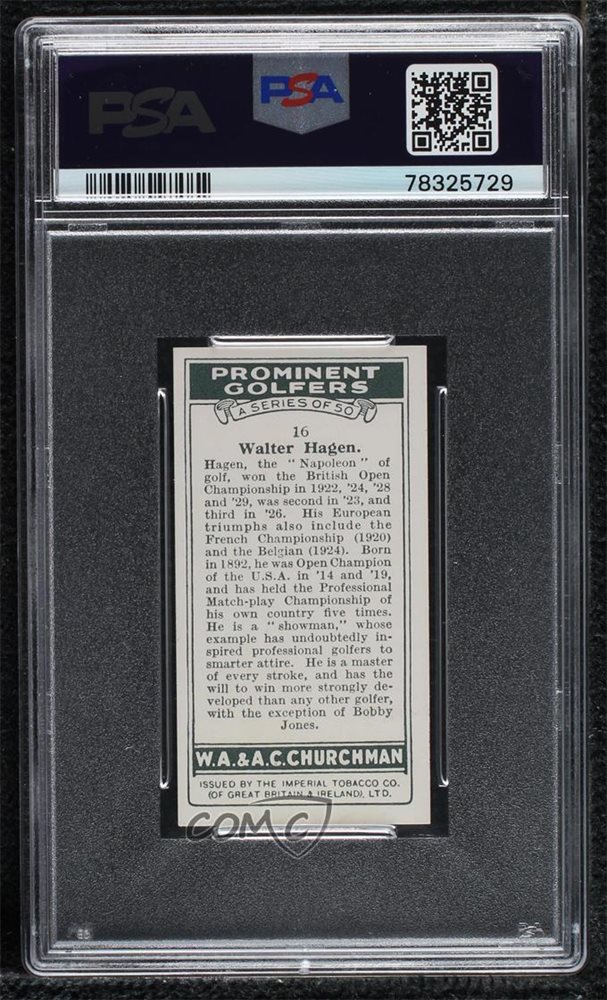 PSA
PSA
78325729
PROMINENT
GOLFERS
A SERIES OF 50
16
Walter Hagen.
Hagen, the "Napoleon" of
golf, won the British Open
Championship in 1922, '24, '28
and '29, was second in '23, and
third in '26. His European
triumphs also include the
French Championship (1920)
and the Belgian (1924). Born
in 1892, he was Open Champion
of the U.S.A. in '14 and '19,
and has held the Professional
Match-play Championship of
his own country five times.
He is a "showman," whose
example has undoubtedly in-
spired professional golfers to
smarter attire. He is a master
of every stroke, and has the
will to win more strongly de-
veloped than any other golfer,
with the exception of Bobby
Jones.
W.A.&A.C.CHURCHMAN
ISSUED BY THE IMPERIAL TOBACCO CO.
(OF GREAT BRITAIN & IRELAND), LTD.
COMC